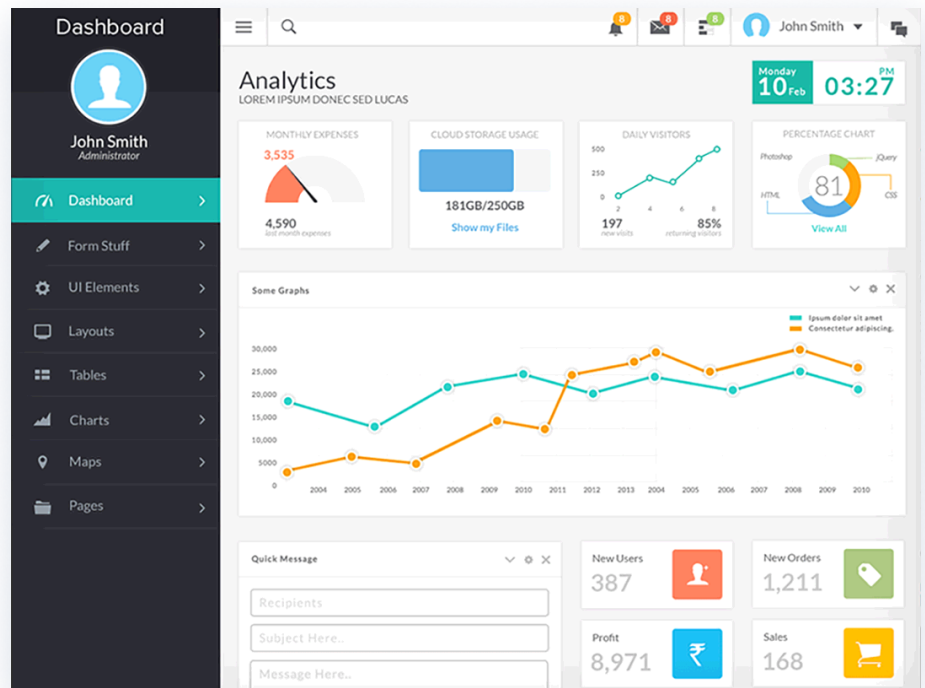 Dashboard
John Smith
Administrator
Dashboard
Form Stuff
UI Elements
Layouts
Tables
Charts
Maps
Pages
8
8
8
John Smith
Analytics
LOREM IPSUM DONEC SED LUCAS
Monday
10 Feb
03:27 PM
MONTHLY EXPENSES
3,535
4,590
last month expenses
CLOUD STORAGE USAGE
181GB/250GB
Show my Files
DAILY VISITORS
500
250
0
2 4 6 8
197
new visits
85%
returning visitors
PERCENTAGE CHART
Photoshop
jQuery
HTML
CSS
81
View All
Some Graphs
Ipsum dolor sit amet
Consectetur adipiscing.
30,000
25,000
20,000
15,000
10,000
5000
0
2004 2005 2006 2007 2008 2009 2010 2011 2012 2013 2004 2005 2006 2007 2008 2009 2010
Quick Message
Recipients
Subject Here..
Message Here..
New Users
387
New Orders
1,211
Profit
8,971
₹
Sales
168